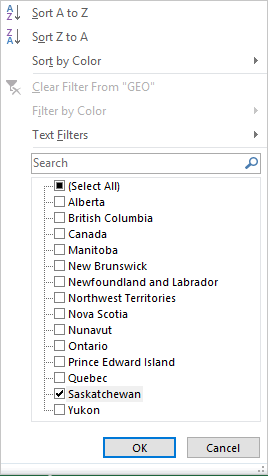 Sort A to Z
Sort Z to A
Sort by Color
Clear Filter From "GEO"
Filter by Color
Text Filters
Search
(Select All)
Alberta
British Columbia
Canada
Manitoba
New Brunswick
Newfoundland and Labrador
Northwest Territories
Nova Scotia
Nunavut
Ontario
Prince Edward Island
Quebec
Saskatchewan
Yukon
OK Cancel